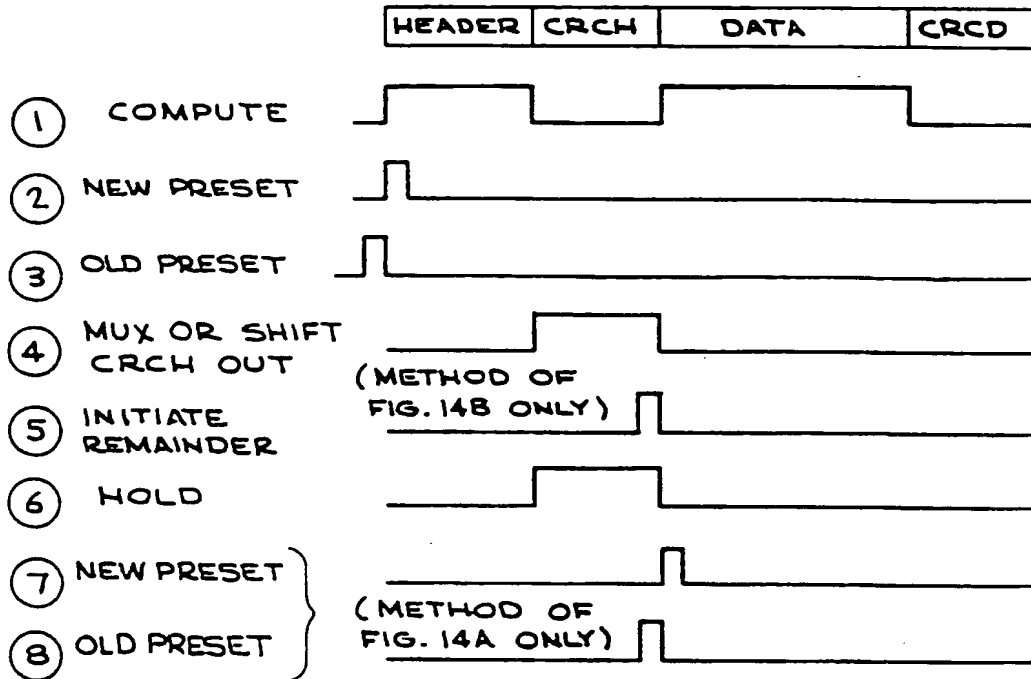 HEADER CRCH DATA CRCD
1 COMPUTE
2 NEW PRESET
3 OLD PRESET
4 MUX OR SHIFT
CRCH OUT
(METHOD OF
FIG. 14B ONLY)
5 INITIATE
REMAINDER
6 HOLD
7 NEW PRESET
(METHOD OF
FIG. 14A ONLY)
8 OLD PRESET